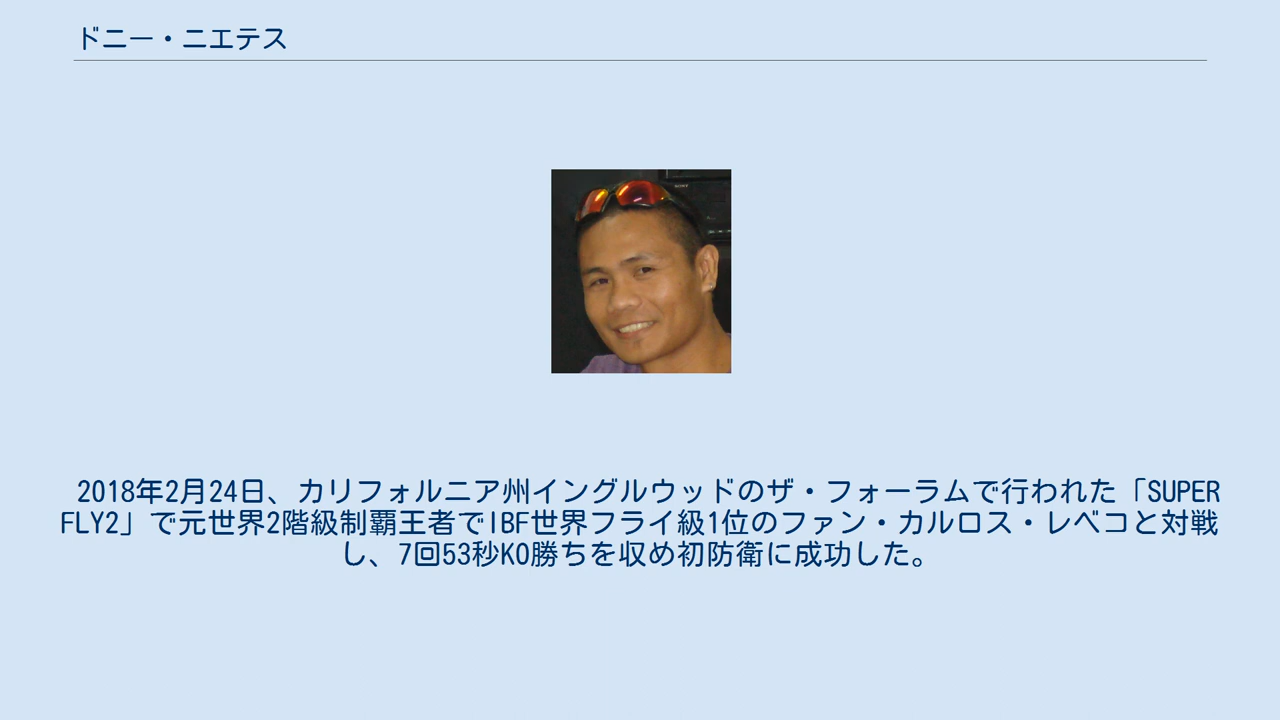 ドニー・ニエテス
SONY
2018年2月24日、カリフォルニア州イングルウッドのザ・フォーラムで行われた「SUPER
FLY2」で元世界2階級制覇王者でIBF世界フライ級1位のファン・カルロス・レベコと対戦
し、7回53秒KO勝ちを収め初防衛に成功した。